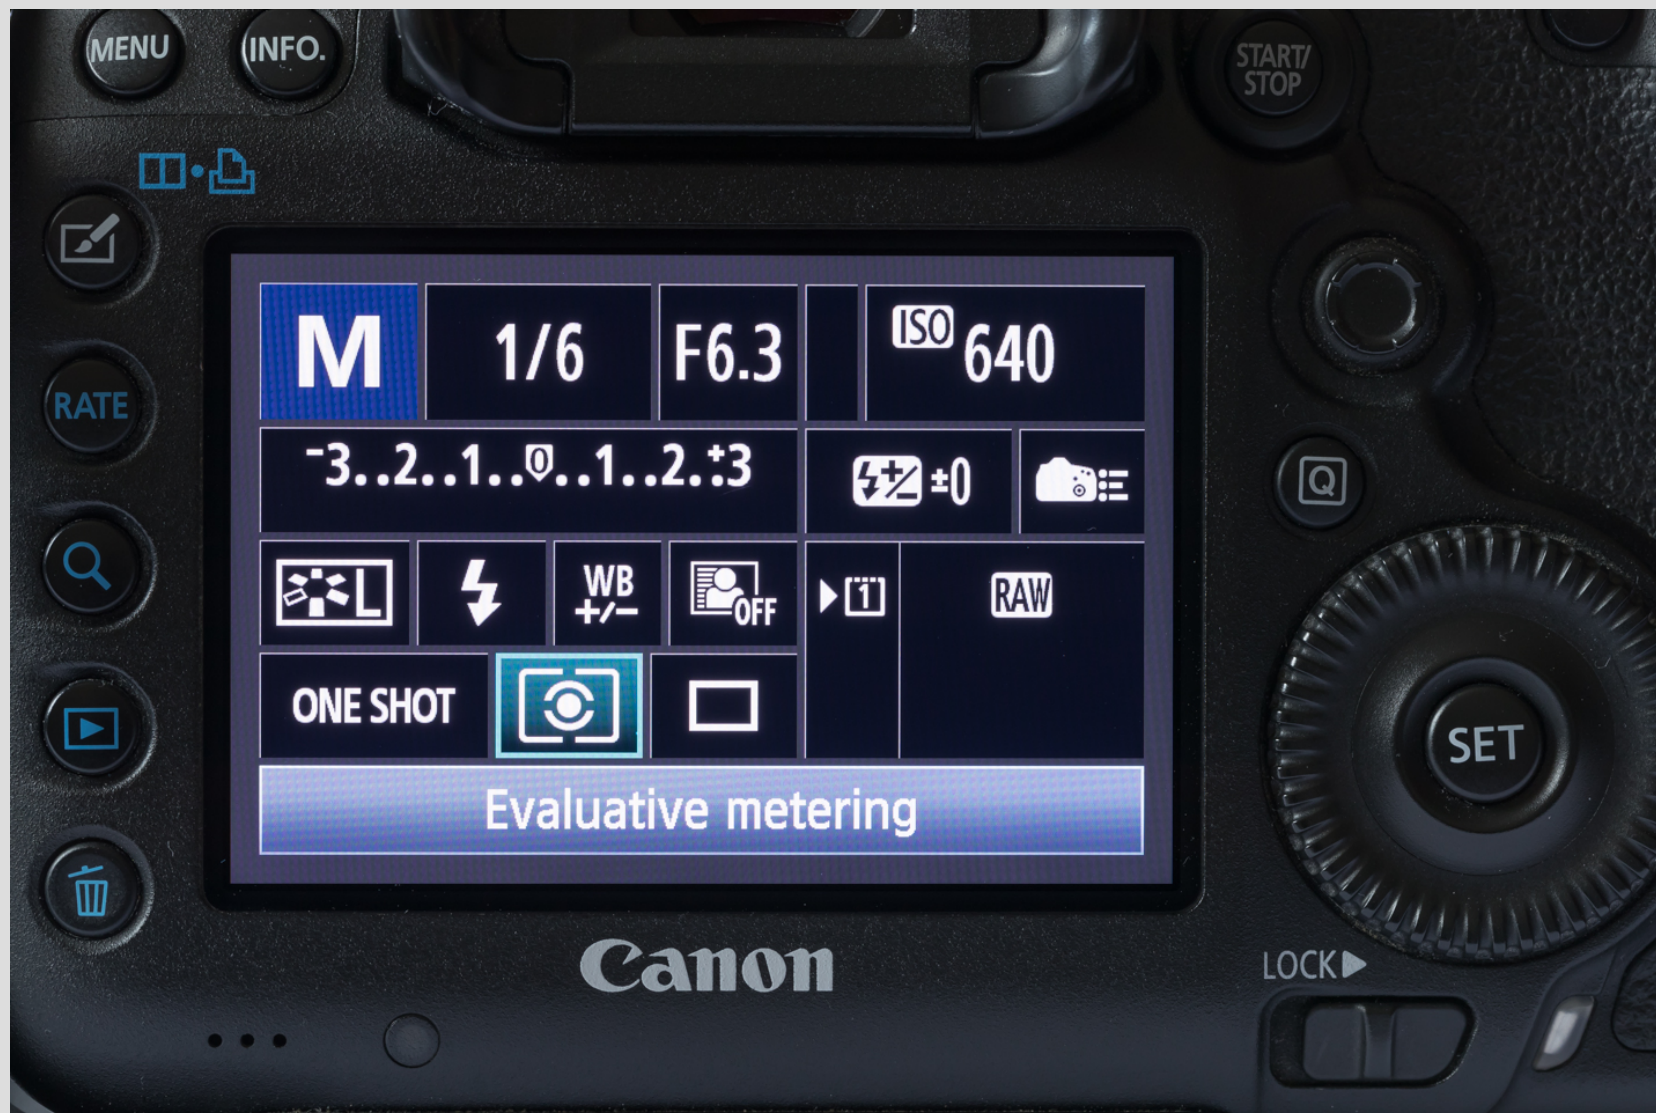 MENU INFO. START/
STOP
RATE
M 1/6 F6.3 ISO 640
-3..2..1..0..1..2.:+3 ±0
Q
L WB
+/- OFF 1 RAW
ONE SHOT
SET
Evaluative metering
Canon
LOCK